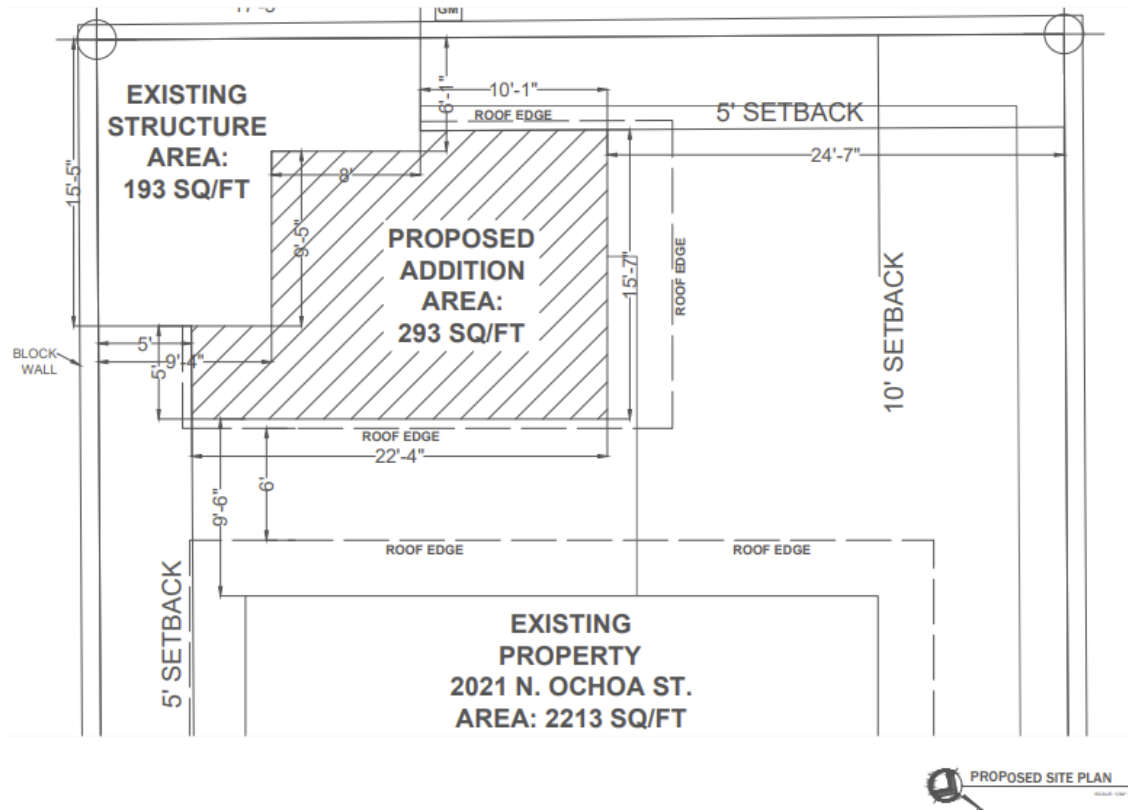 GM
10'-1"
6'-1"
ROOF EDGE
5' SETBACK
24'-7"
EXISTING
STRUCTURE
AREA:
193 SQ/FT
15'-5"
8'
9'-5"
PROPOSED
ADDITION
AREA:
293 SQ/FT
15'-7"
ROOF EDGE
10' SETBACK
BLOCK
WALL
5'
9'-4"
5'
ROOF EDGE
22'-4"
9'-6"
6'
ROOF EDGE
ROOF EDGE
5' SETBACK
EXISTING
PROPERTY
2021 N. OCHOA ST.
AREA: 2213 SQ/FT
PROPOSED SITE PLAN